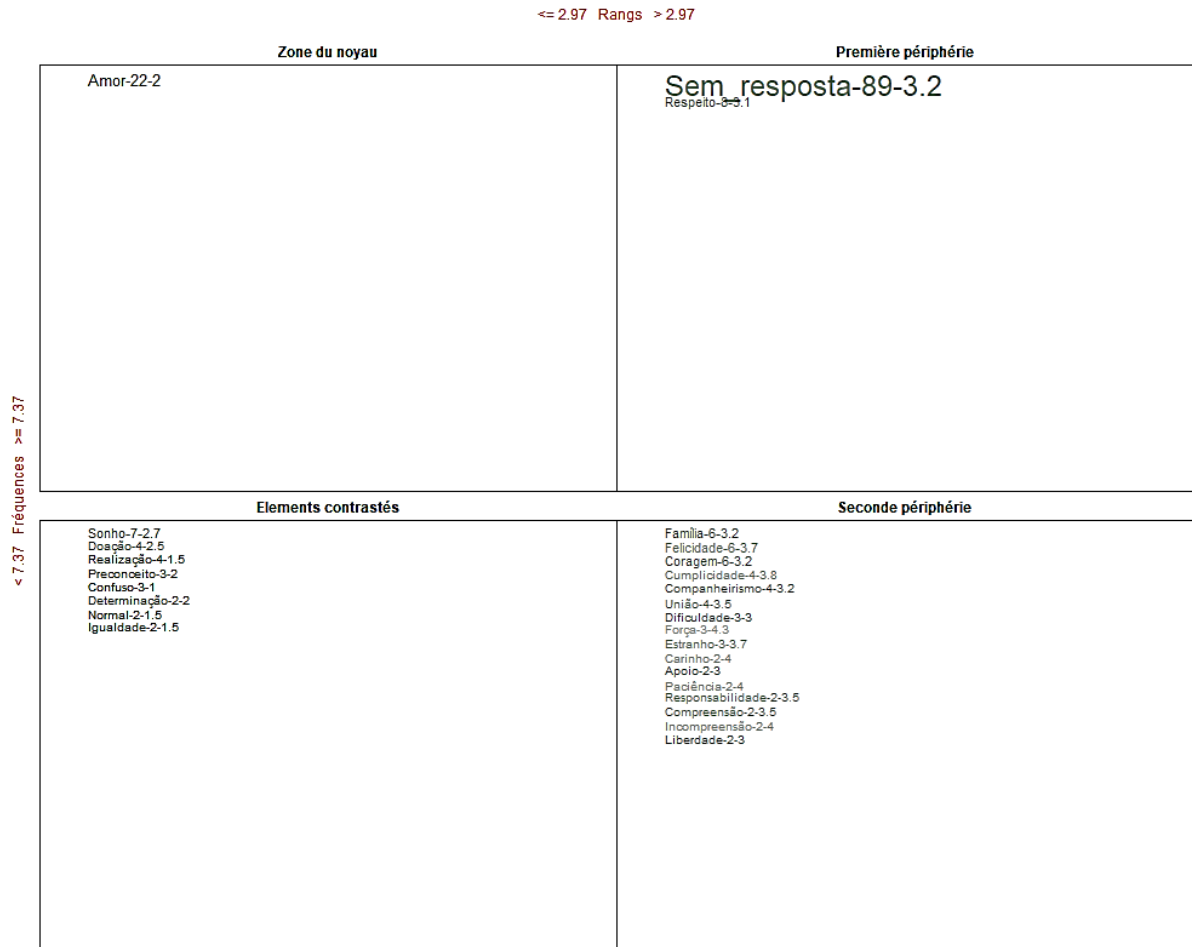 <= 2.97 Rangs > 2.97
Zone du noyau
Première périphérie
Amor-22-2
Sem_resposta-89-3.2
Respeito-8-3.1
< 7.37 Fréquences >= 7.37
Elements contrastés
Seconde périphérie
Sonho-7-2.7
Doação-4-2.5
Realização-4-1.5
Preconceito-3-2
Confuso-3-1
Determinação-2-2
Normal-2-1.5
Igualdade-2-1.5
Família-6-3.2
Felicidade-6-3.7
Coragem-6-3.2
Cumplicidade-4-3.8
Companheirismo-4-3.2
União-4-3.5
Dificuldade-3-3
Força-3-4.3
Estranho-3-3.7
Carinho-2-4
Apoio-2-3
Paciência-2-4
Responsabilidade-2-3.5
Compreensão-2-3.5
Incompreensão-2-4
Liberdade-2-3